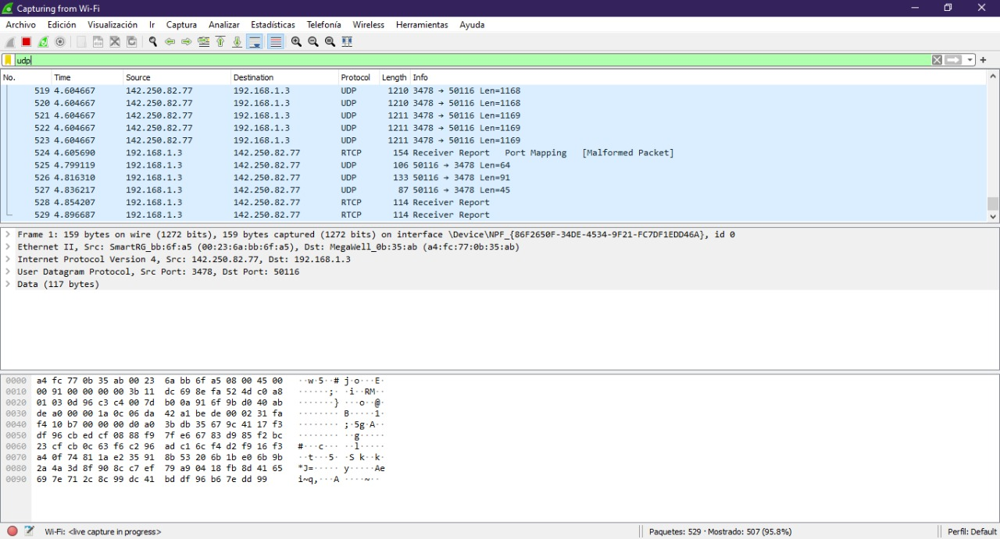 Capturing from Wi-Fi
Archivo Edición Visualización Ir Captura Analizar Estadísticas Telefonía Wireless Herramientas Ayuda
udp
No. Time Source Destination Protocol Length Info
519 4.604667 142.250.82.77 192.168.1.3 UDP 1210 3478 → 50116 Len=1168
520 4.604667 142.250.82.77 192.168.1.3 UDP 1210 3478 → 50116 Len=1168
521 4.604667 142.250.82.77 192.168.1.3 UDP 1211 3478 → 50116 Len=1169
522 4.604667 142.250.82.77 192.168.1.3 UDP 1211 3478 → 50116 Len=1169
523 4.604667 142.250.82.77 192.168.1.3 UDP 1211 3478 → 50116 Len=1169
524 4.605690 192.168.1.3 142.250.82.77 RTCP 154 Receiver Report Port Mapping [Malformed Packet]
525 4.799119 192.168.1.3 142.250.82.77 UDP 106 50116 → 3478 Len=64
526 4.816310 192.168.1.3 142.250.82.77 UDP 133 50116 → 3478 Len=91
527 4.836217 192.168.1.3 142.250.82.77 UDP 87 50116 → 3478 Len=45
528 4.854207 192.168.1.3 142.250.82.77 RTCP 114 Receiver Report
529 4.896687 192.168.1.3 142.250.82.77 RTCP 114 Receiver Report
Frame 1: 159 bytes on wire (1272 bits), 159 bytes captured (1272 bits) on interface \Device\NPF_{86F2650F-34DE-4534-9F21-FC7DF1EDD46A}, id 0
Ethernet II, Src: SmartRG_bb:6f:a5 (00:23:6a:bb:6f:a5), Dst: MegaWell_0b:35:ab (a4:fc:77:0b:35:ab)
Internet Protocol Version 4, Src: 142.250.82.77, Dst: 192.168.1.3
User Datagram Protocol, Src Port: 3478, Dst Port: 50116
Data (117 bytes)
0000 a4 fc 77 0b 35 ab 00 23 6a bb 6f a5 08 00 45 00 ··w·5··# j·o···E·
0010 00 91 00 00 00 00 3b 11 dc 69 8e fa 52 4d c0 a8 ······;· ·i··RM··
0020 01 03 0d 96 c3 c4 00 7d b0 0a 91 6f 9b d0 40 ab ·······} ···o··@·
0030 de a0 00 00 1a 0c 06 da 42 a1 be de 00 02 31 fa ········ B·····1·
0040 f4 10 b7 00 00 00 d0 a0 3b db 35 67 9c 41 17 f3 ········ ;·5g·A··
0050 df 96 cb ed cf 08 88 f9 7f e6 67 83 d9 85 f2 bc ········ ··g·····
0060 23 cf cb 0c 63 f6 c2 96 ad c1 6c f4 d2 f9 16 f3 #···c··· ··l·····
0070 a4 0f 74 81 1a e2 35 91 8b 53 20 6b 1b e0 6b 9b ··t···5· ·S k··k·
0080 2a 4a 3d 8f 90 8c c7 ef 79 a9 04 18 fb 8d 41 65 *J=····· y·····Ae
0090 69 7e 71 2c 8c 99 dc 41 bd df 96 b6 7e dd 99 i~q,···A ····~··
Wi-Fi: <live capture in progress> Paquetes: 529 · Mostrado: 507 (95.8%) Perfil: Default